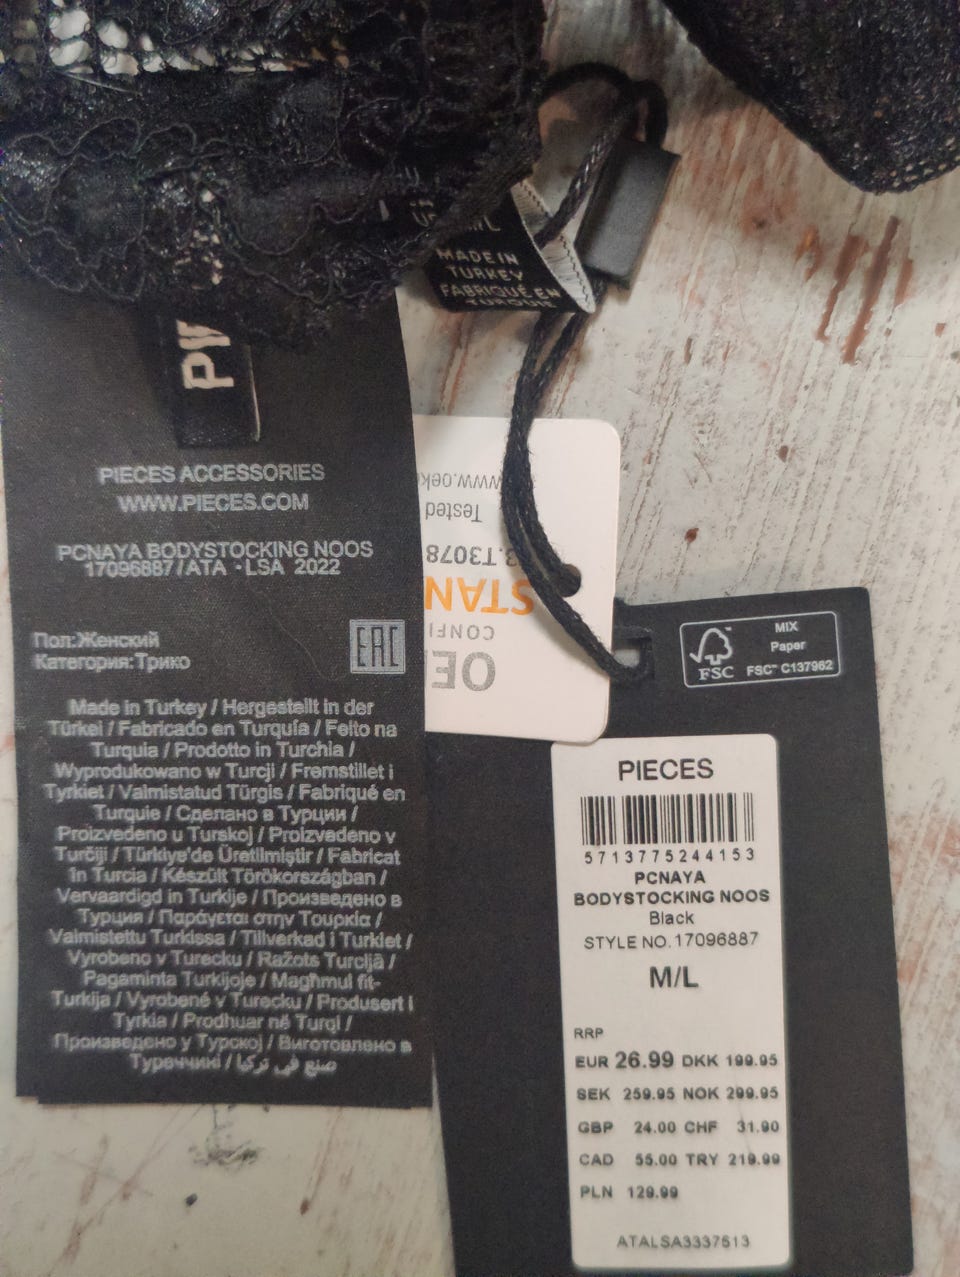 MADE IN
TURKEY
FABRIQUÉ EN
PIECES ACCESSORIES
WWW.PIECES.COM
PCNAYA BODYSTOCKING NOOS
17096887/ATA - LSA 2022
Пол:Женский
Категория:Трико
EAC
Made in Turkey / Hergestellt in der
Türkei / Fabricado en Turquía / Feito na
Turquia / Prodotto in Turchia /
Wyprodukowano w Turcji / Fremstillet i
Tyrkiet / Valmistatud Türgis / Fabriqué en
Turquie / Сделано в Турции /
Proizvedeno u Turskoj / Proizvedeno v
Turčiji / Türkiye'de Üretilmiştir / Fabricat
în Turcia / Készült Törökországban /
Vervaardigd in Turkije / Произведено в
Турция / Παράγεται στην Τουρκία /
Valmistettu Turkissa / Tillverkad i Turkiet /
Vyrobeno v Turecku / Ražots Turcijā /
Pagaminta Turkijoje / Magħmul fit-
Turkija / Vyrobené v Turecku / Produsert i
Tyrkia / Prodhuar në Turqi /
Произведено у Турској / Виготовлено в
Туреччині / صنع في تركيا
Tested
STAN
CONFI
OE
MIX
Paper
FSC™ C137962
FSC
PIECES
5713775244153
PCNAYA
BODYSTOCKING NOOS
Black
STYLE NO. 17096887
M/L
RRP
EUR 26.99 DKK 199.95
SEK 259.95 NOK 299.95
GBP 24.00 CHF 31.90
CAD 55.00 TRY 219.99
PLN 129.99
ATALSA3337513